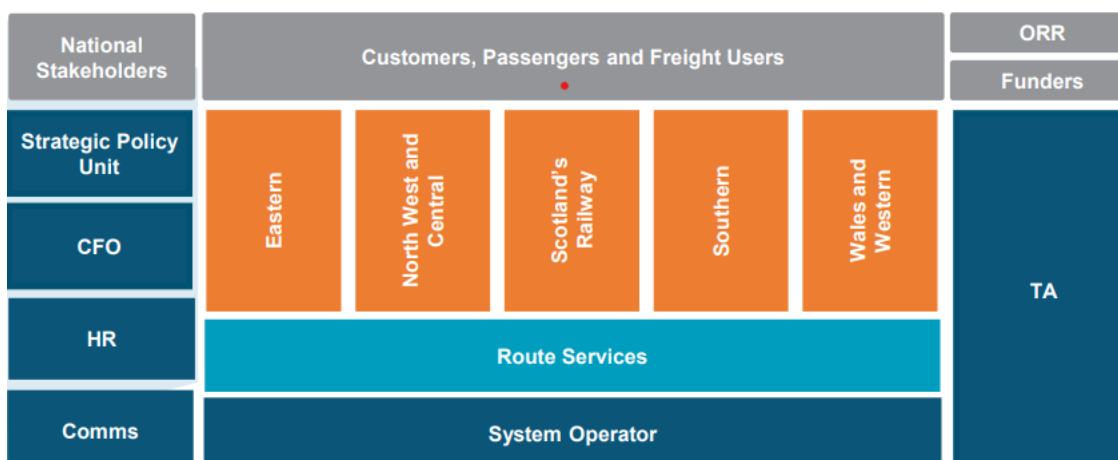 National
Stakeholders
Customers, Passengers and Freight Users
ORR
Funders
Strategic Policy
Unit
CFO
HR
Comms
Eastern
North West and
Central
Scotland's
Railway
Southern
Wales and
Western
Route Services
System Operator
TA